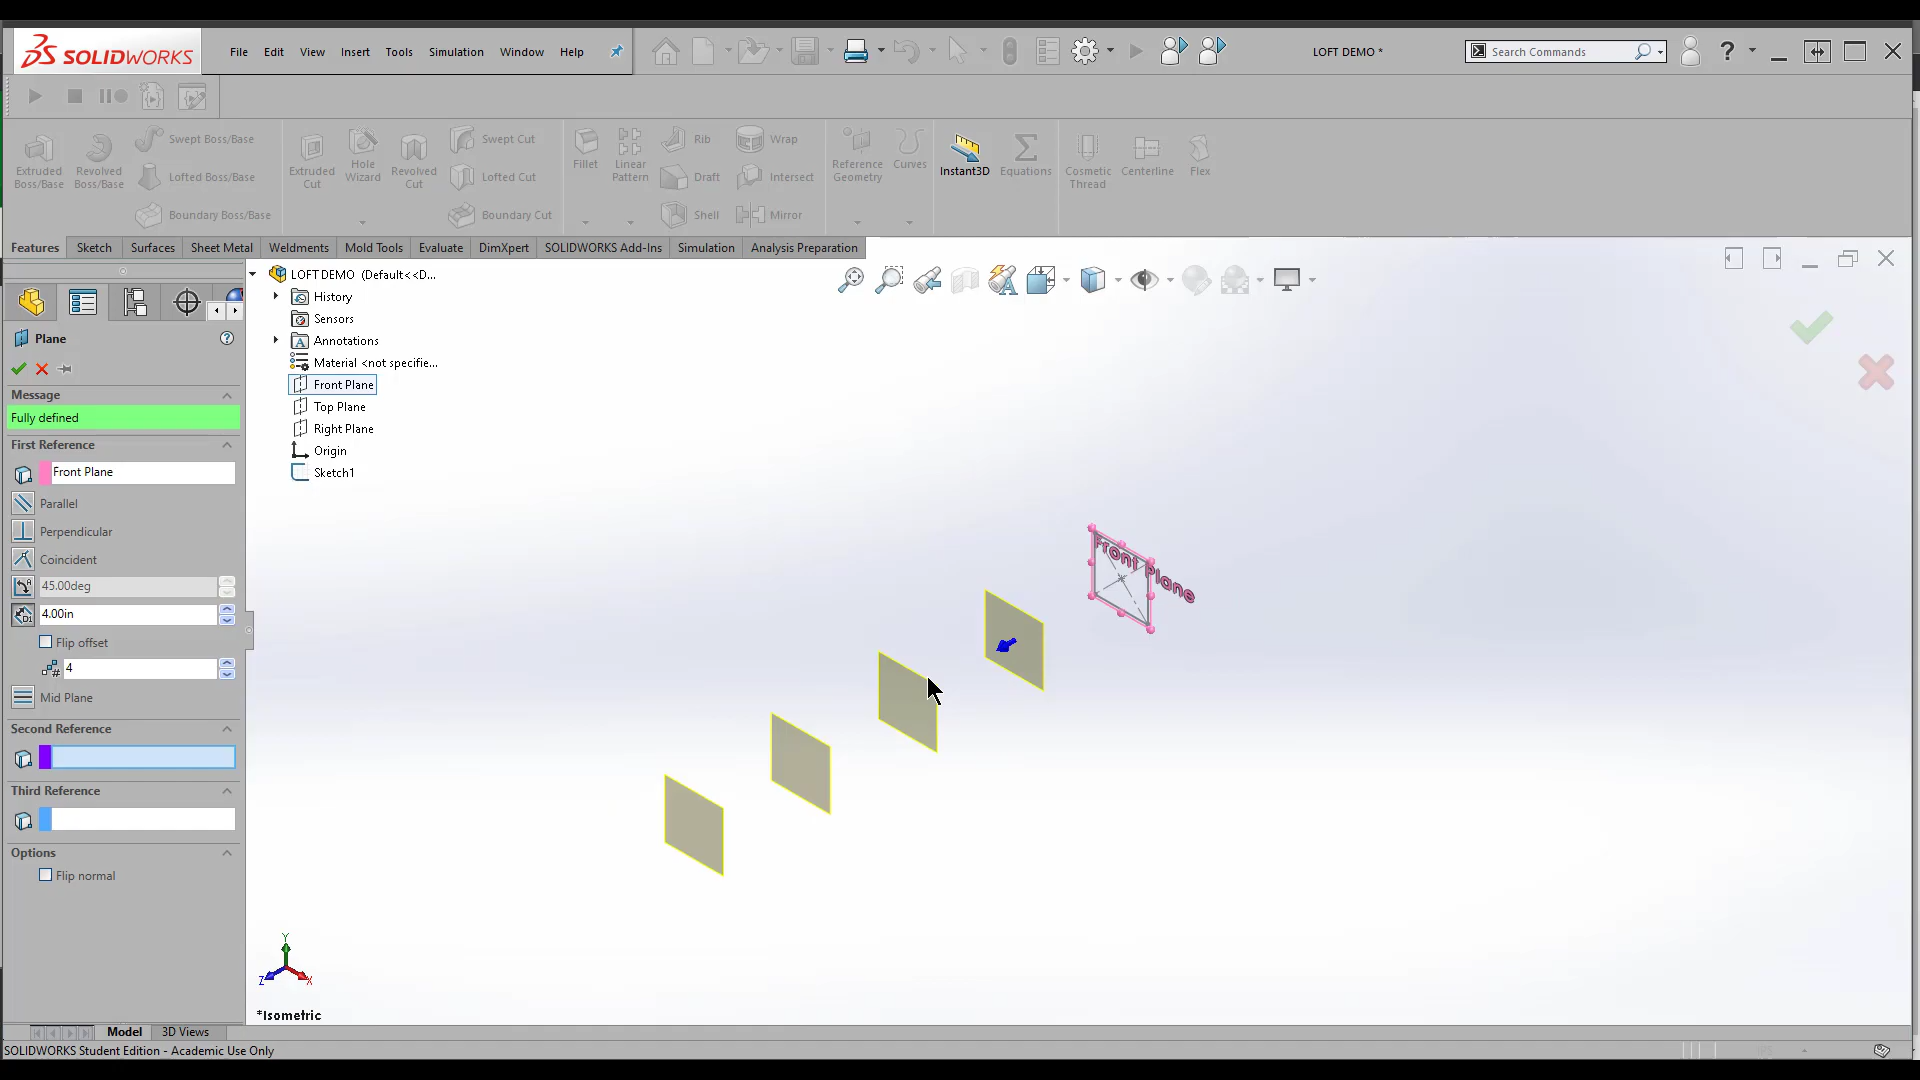 SOLIDWORKS File Edit View Insert Tools Simulation Window Help LOFT DEMO * Search Commands ?
Extruded Boss/Base
Revolved Boss/Base
Swept Boss/Base
Lofted Boss/Base
Boundary Boss/Base
Extruded Cut
Hole Wizard
Revolved Cut
Swept Cut
Lofted Cut
Boundary Cut
Fillet
Linear Pattern
Rib
Draft
Shell
Wrap
Intersect
Mirror
Reference Geometry
Curves
Instant3D
Equations
Cosmetic Thread
Centerline
Flex
Features Sketch Surfaces Sheet Metal Weldments Mold Tools Evaluate DimXpert SOLIDWORKS Add-Ins Simulation Analysis Preparation
LOFT DEMO (Default<<D...
History
Sensors
Annotations
Material <not specifie...
Front Plane
Top Plane
Right Plane
Origin
Sketch1
Plane
Message
Fully defined
First Reference
Front Plane
Parallel
Perpendicular
Coincident
45.00deg
4.00in
Flip offset
4
Mid Plane
Second Reference
Third Reference
Options
Flip normal
Front Plane
Y
Z X
*Isometric
Model 3D Views
SOLIDWORKS Student Edition - Academic Use Only